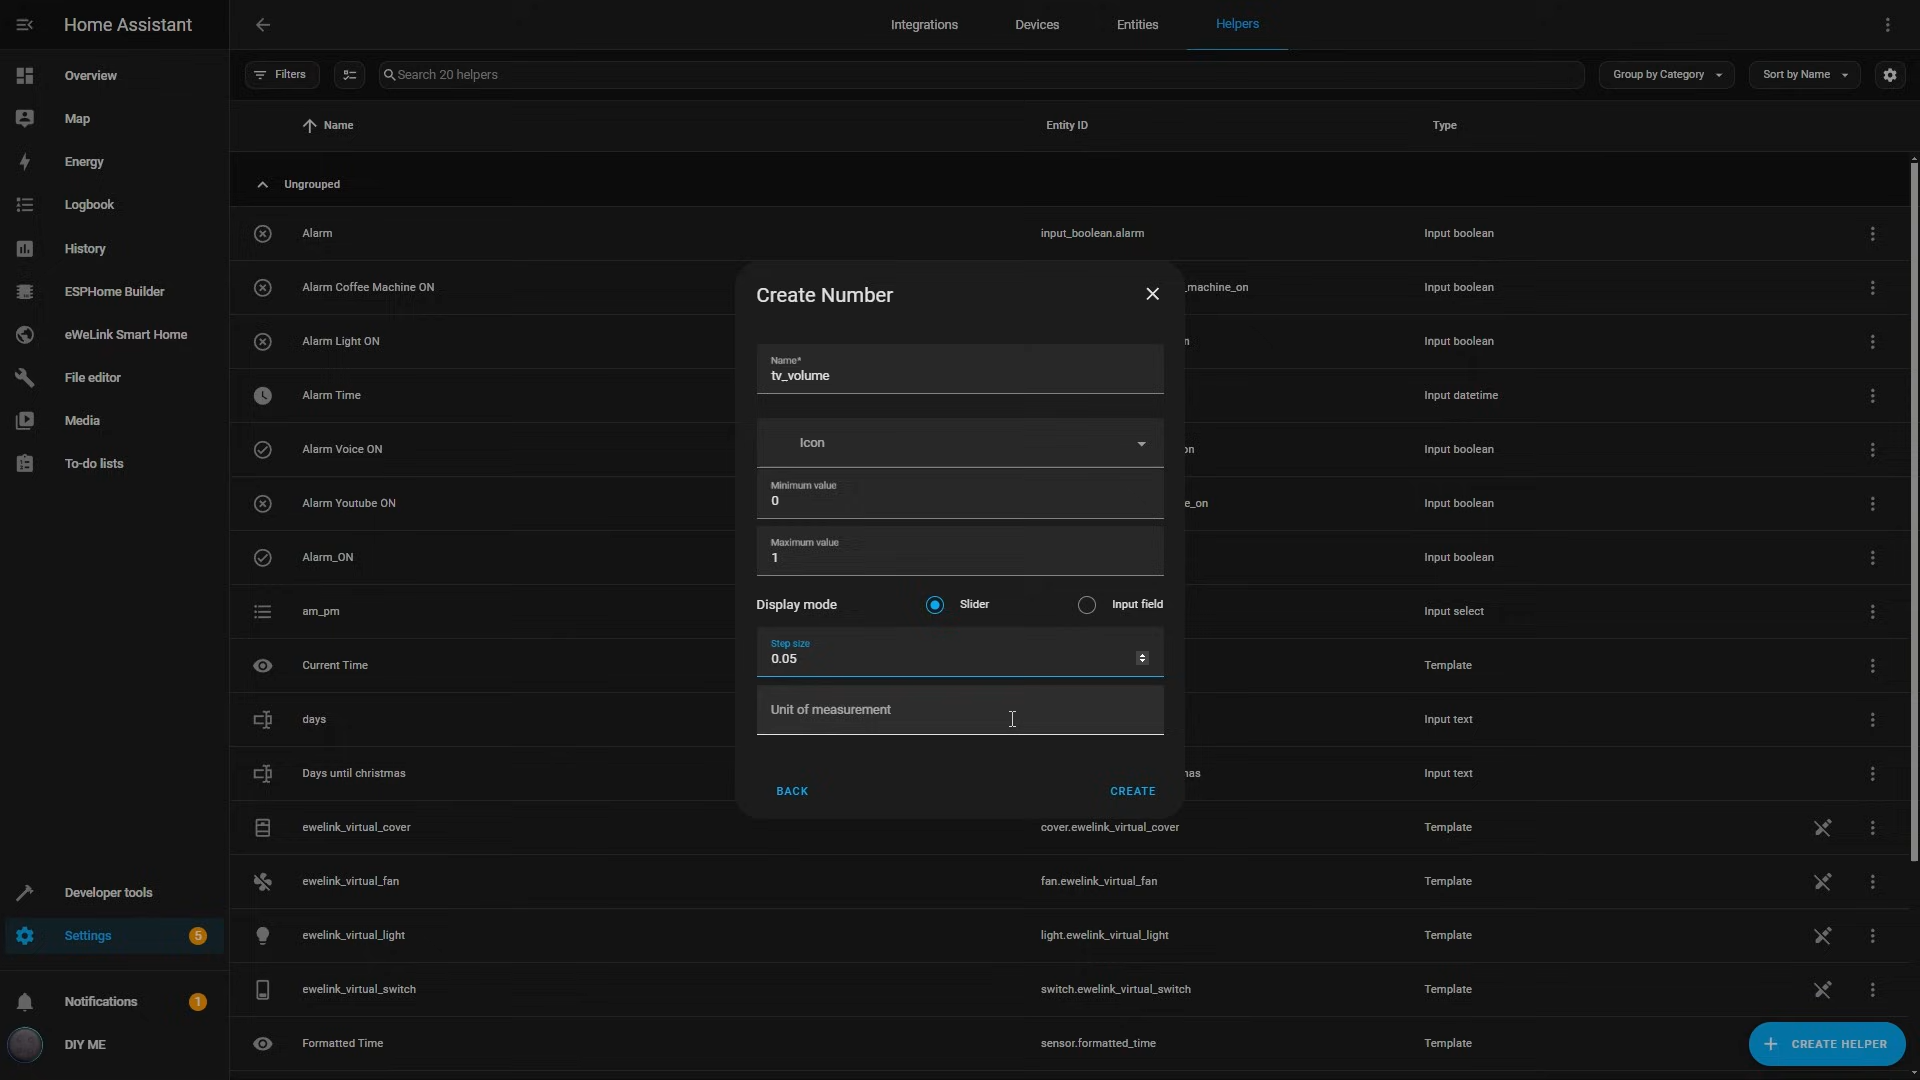 Home Assistant
Integrations
Devices
Entities
Helpers
Overview
Map
Energy
Logbook
History
ESPHome Builder
eWeLink Smart Home
File editor
Media
To-do lists
Developer tools
Settings
5
Notifications
1
DIY ME
Filters
Search 20 helpers
Group by Category
Sort by Name
Name
Entity ID
Type
Ungrouped
Alarm
input_boolean.alarm
Input boolean
Alarm Coffee Machine ON
_machine_on
Input boolean
Alarm Light ON
n
Input boolean
Alarm Time
Input datetime
Alarm Voice ON
on
Input boolean
Alarm Youtube ON
e_on
Input boolean
Alarm_ON
Input boolean
am_pm
Input select
Current Time
Template
days
Input text
Days until christmas
nas
Input text
ewelink_virtual_cover
cover.ewelink_virtual_cover
Template
ewelink_virtual_fan
fan.ewelink_virtual_fan
Template
ewelink_virtual_light
light.ewelink_virtual_light
Template
ewelink_virtual_switch
switch.ewelink_virtual_switch
Template
Formatted Time
sensor.formatted_time
Template
CREATE HELPER
Create Number
Name*
tv_volume
Icon
Minimum value
0
Maximum value
1
Display mode
Slider
Input field
Step size
0.05
Unit of measurement
BACK
CREATE